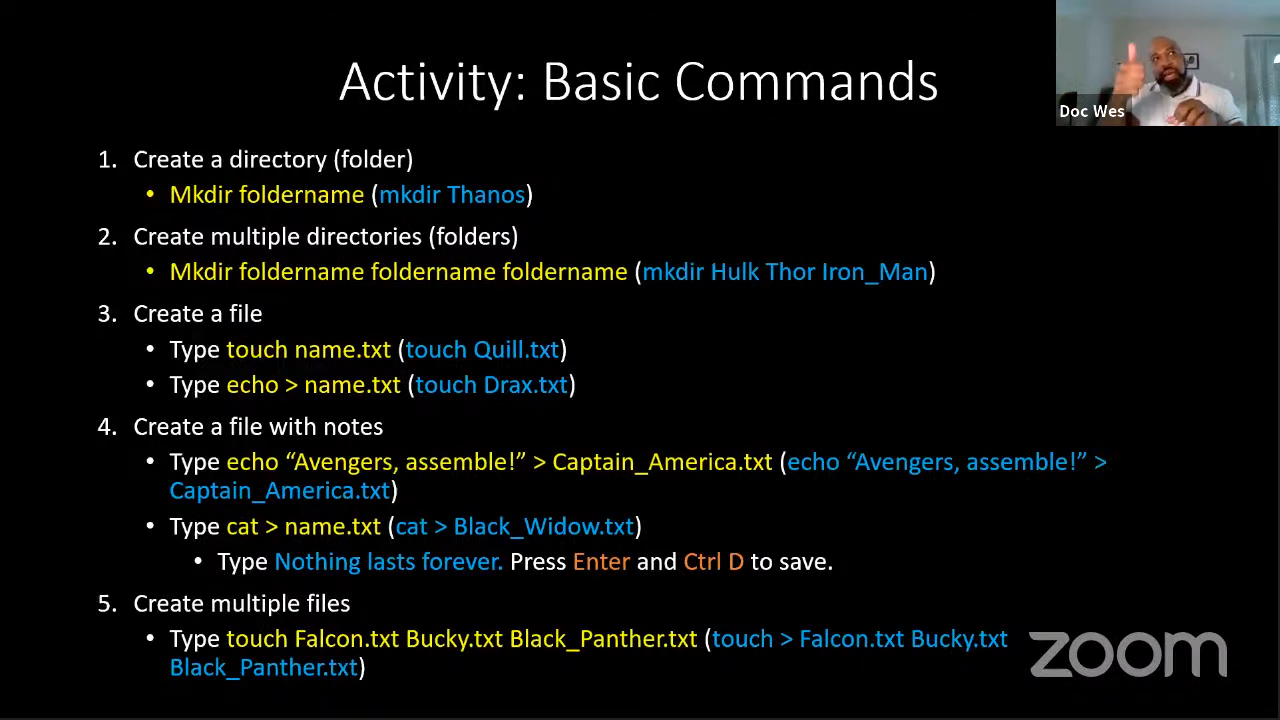 Activity: Basic Commands
Doc Wes
1. Create a directory (folder)
• Mkdir foldername (mkdir Thanos)
2. Create multiple directories (folders)
• Mkdir foldername foldername foldername (mkdir Hulk Thor Iron_Man)
3. Create a file
• Type touch name.txt (touch Quill.txt)
• Type echo > name.txt (touch Drax.txt)
4. Create a file with notes
• Type echo “Avengers, assemble!” > Captain_America.txt (echo “Avengers, assemble!” >
Captain_America.txt)
• Type cat > name.txt (cat > Black_Widow.txt)
• Type Nothing lasts forever. Press Enter and Ctrl D to save.
5. Create multiple files
• Type touch Falcon.txt Bucky.txt Black_Panther.txt (touch > Falcon.txt Bucky.txt
Black_Panther.txt)
zoom